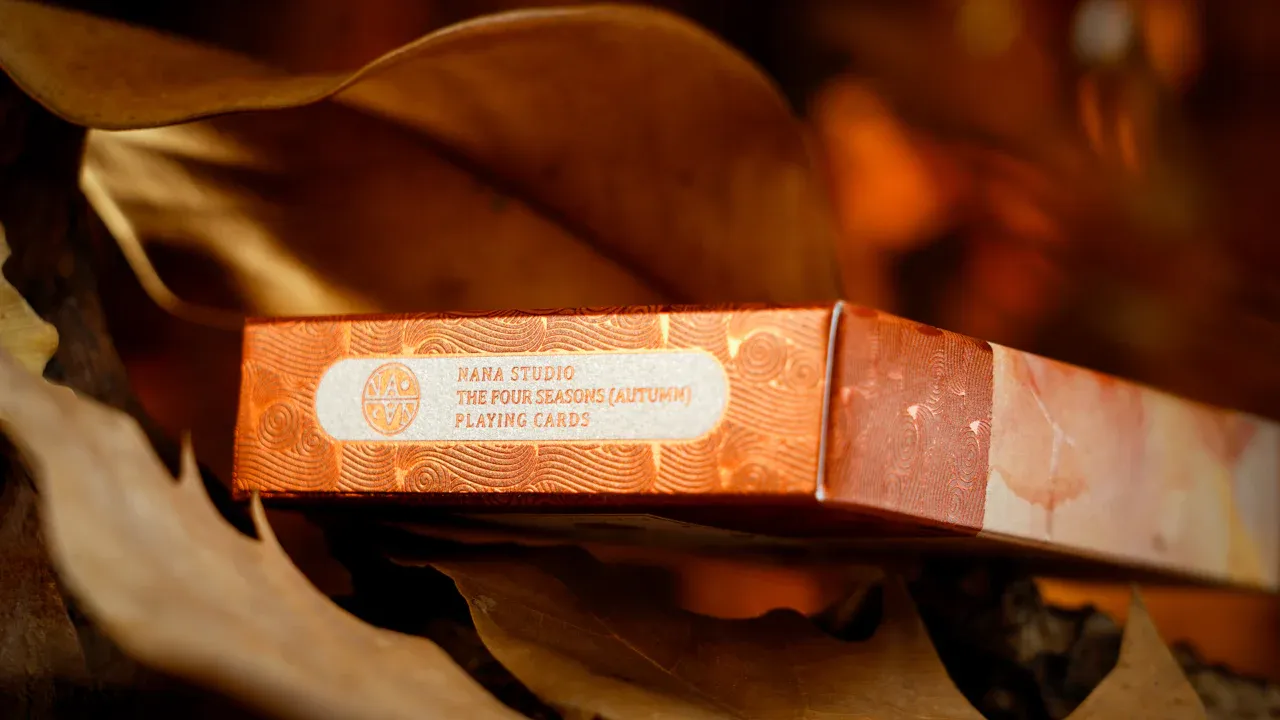 NANA STUDIO
THE FOUR SEASONS (AUTUMN)
PLAYING CARDS